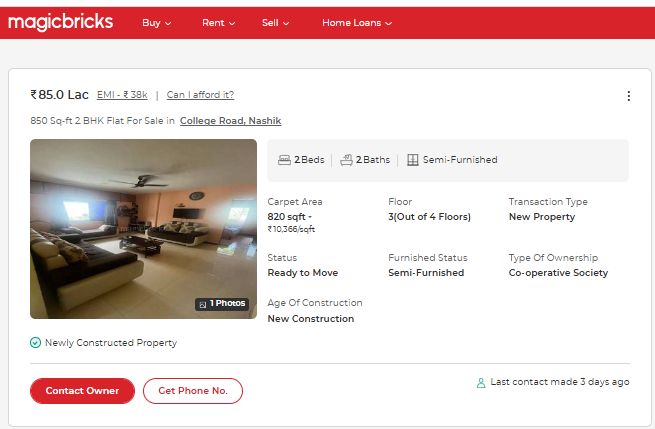 magicbricks Buy Rent Sell Home Loans
₹85.0 Lac EMI - ₹ 38k | Can I afford it?
850 Sq-ft 2 BHK Flat For Sale in College Road, Nashik
2 Beds 2 Baths Semi-Furnished
Carpet Area Floor Transaction Type
820 sqft - 3(Out of 4 Floors) New Property
₹10,366/sqft
Status Furnished Status Type Of Ownership
Ready to Move Semi-Furnished Co-operative Society
Age Of Construction
New Construction
1 Photos
Newly Constructed Property
Contact Owner Get Phone No. Last contact made 3 days ago